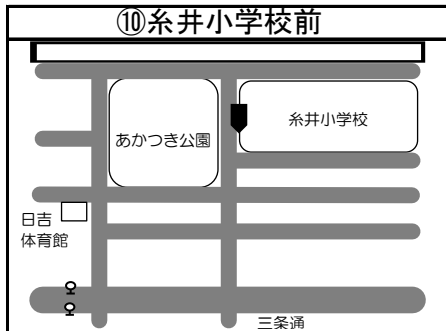 ⑩糸井小学校前
あかつき公園
糸井小学校
日吉
体育館
三条通